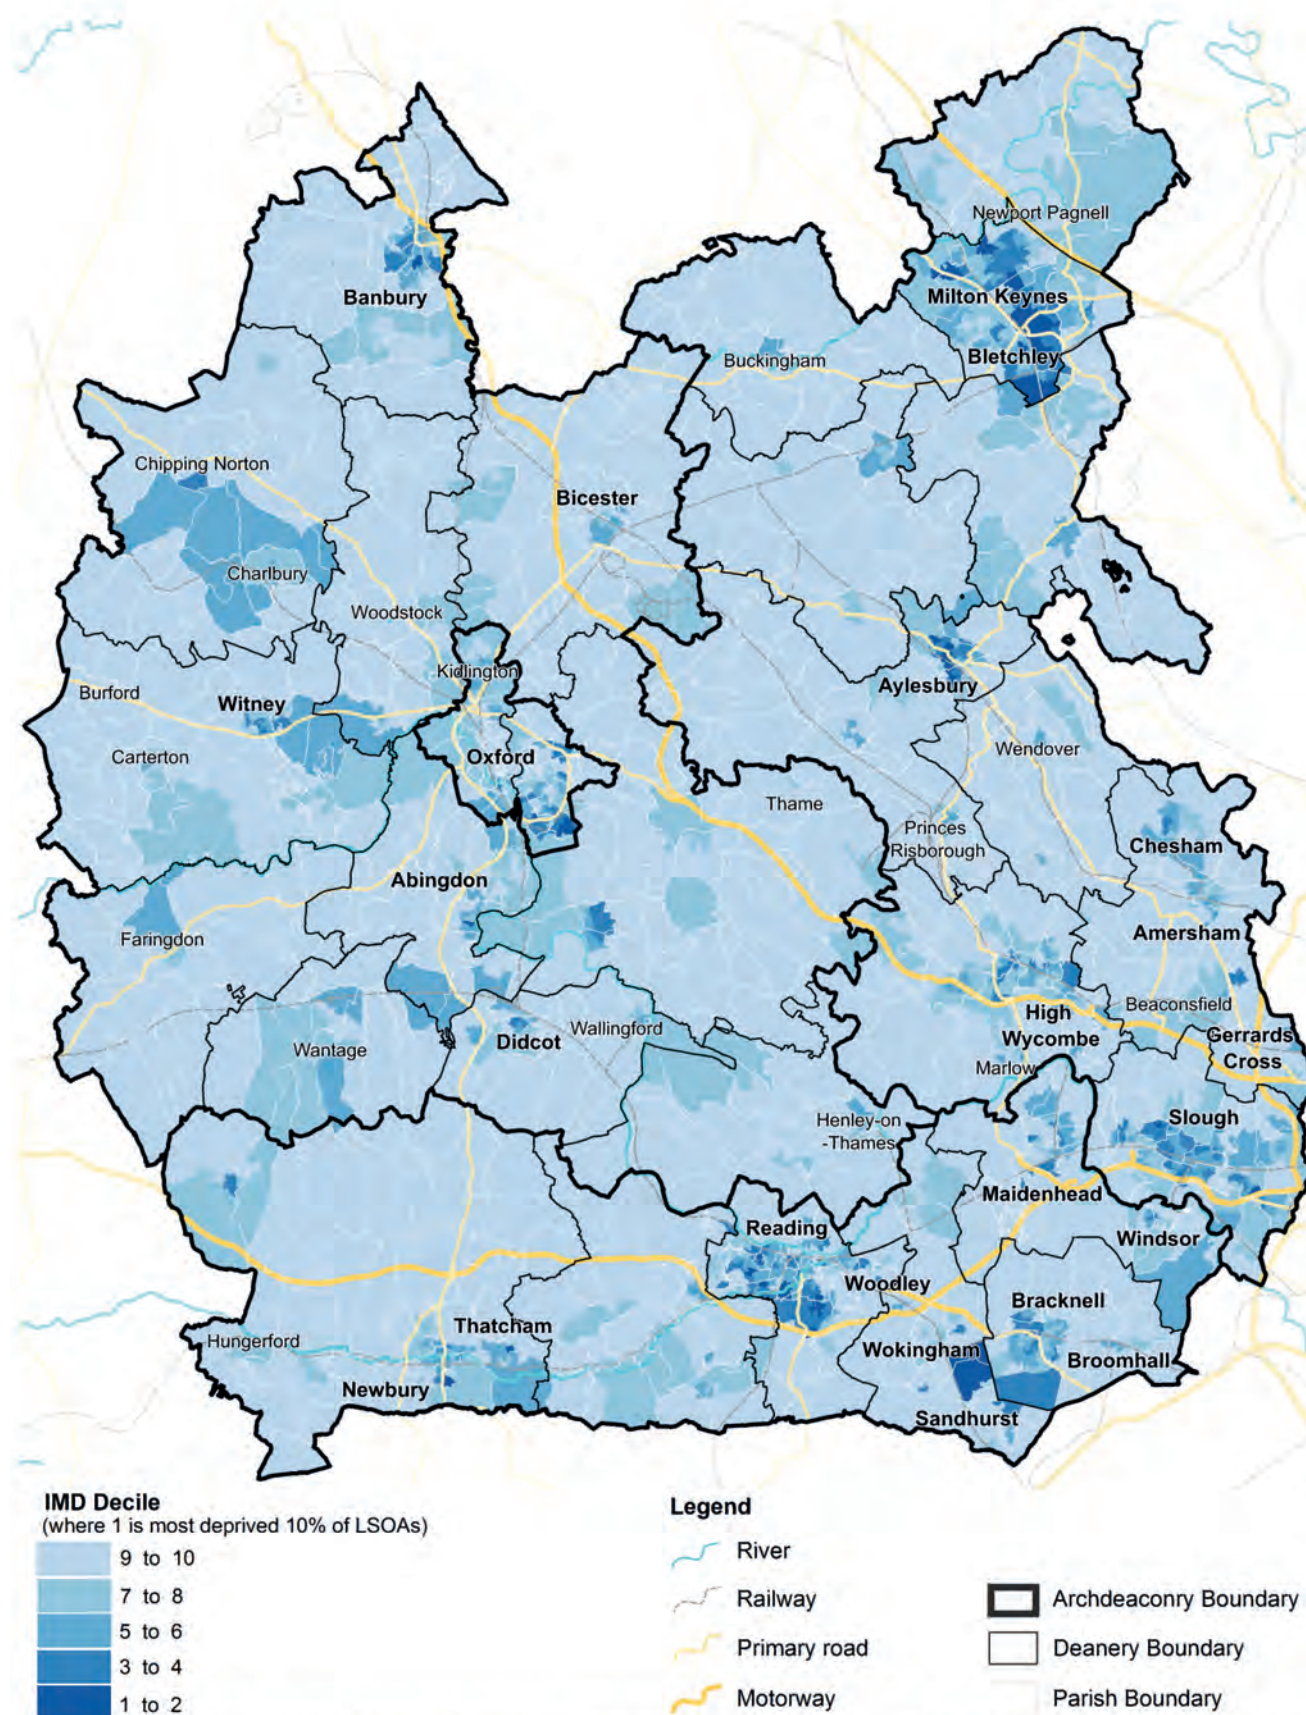 Newport Pagnell
Banbury
Milton Keynes
Buckingham
Bletchley
Chipping Norton
Bicester
Charlbury
Woodstock
Kidlington
Burford
Witney
Aylesbury
Carterton
Oxford
Wendover
Thame
Princes
Risborough
Chesham
Abingdon
Faringdon
Amersham
Beaconsfield
High
Wycombe
Gerrards
Cross
Wantage
Didcot
Wallingford
Marlow
Henley-on
-Thames
Slough
Maidenhead
Reading
Windsor
Woodley
Bracknell
Hungerford
Thatcham
Wokingham
Broomhall
Newbury
Sandhurst
IMD Decile
(where 1 is most deprived 10% of LSOAs)
9 to 10
7 to 8
5 to 6
3 to 4
1 to 2
Legend
River
Railway
Primary road
Motorway
Archdeaconry Boundary
Deanery Boundary
Parish Boundary